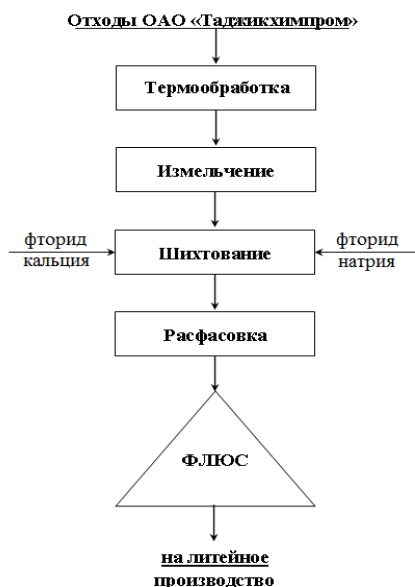 Отходы ОАО «Таджикхимпром»
Термообработка
Измельчение
фторид
кальция
Шихтование
фторид
натрия
Расфасовка
ФЛЮС
на литейное
производство